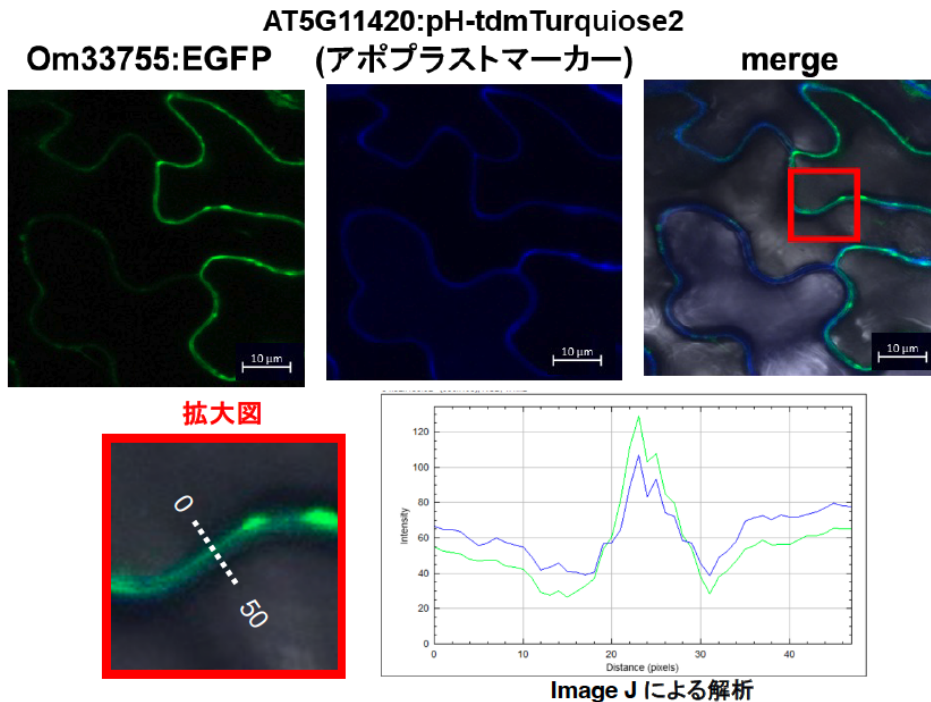 AT5G11420:pH-tdmTurquiose2
Om33755:EGFP (アポプラストマーカー) merge
10 μm
10 μm
10 μm
拡大図
0
50
Intensity
120
100
80
60
40
20
0
0 10 20 30 40
Distance (pixels)
Image J による解析